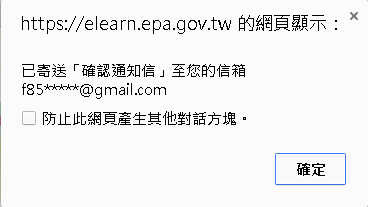 https://elearn.epa.gov.tw 的網頁顯示：
已寄送「確認通知信」至您的信箱
f85*****@gmail.com
防止此網頁產生其他對話方塊。
確定